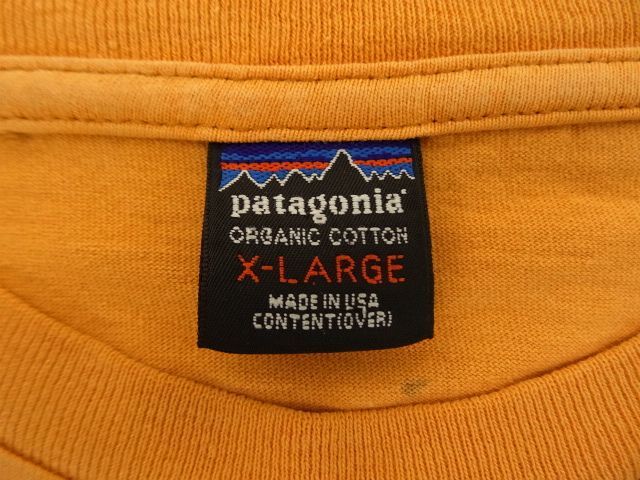 patagonia®
ORGANIC COTTON
X-LARGE
MADE IN USA
CONTENT(OVER)